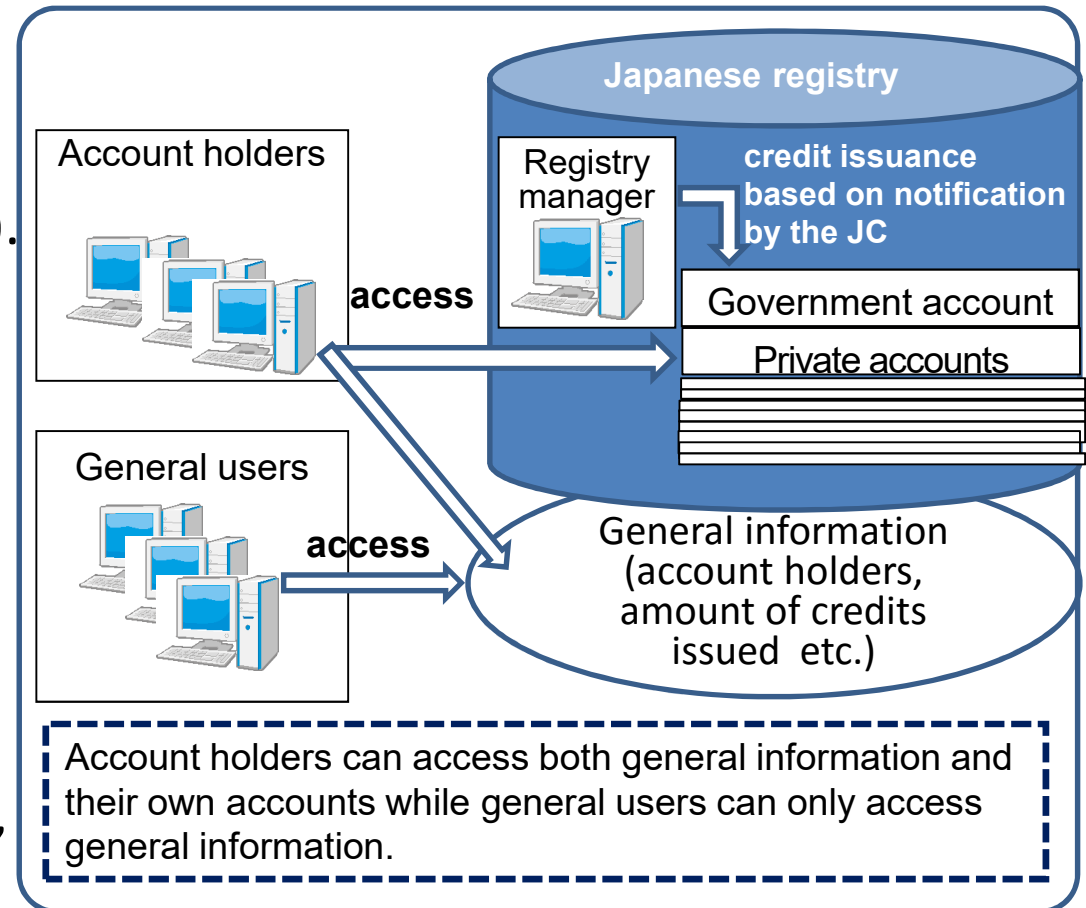 Japanese registry
Account holders
).
Registry
manager
credit issuance
based on notification
by the JC
access
Government account
Private accounts
General users
access
General information
(account holders,
amount of credits
issued etc.)
Account holders can access both general information and
their own accounts while general users can only access
general information.
,